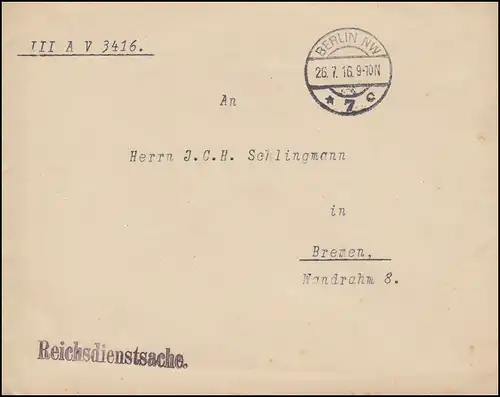 III A V 3416.
BERLIN NW
26.7.16.9-10N
* 7 c
An
Herrn J.C.H. Schlingmann
in
Bremen,
Wandrahm 8.
Reichsdienstsache.